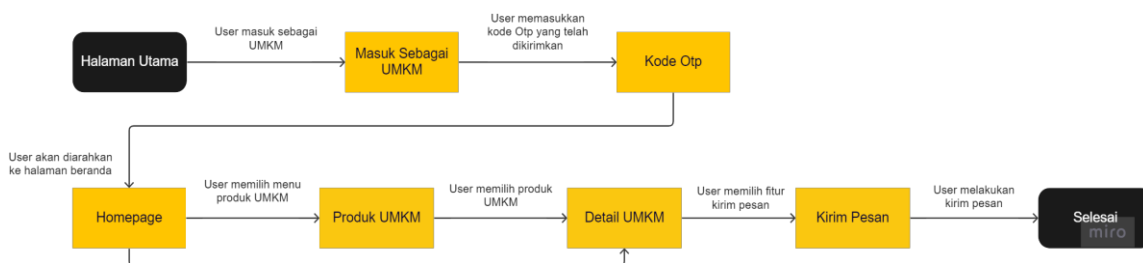 User masuk sebagai
UMKM
User memasukkan
kode Otp yang telah
dikirimkan
Halaman Utama
Masuk Sebagai
UMKM
Kode Otp
User akan diarahkan
ke halaman beranda
User memilih menu
produk UMKM
User memilih produk
UMKM
User memilih fitur
kirim pesan
User melakukan
kirim pesan
Homepage
Produk UMKM
Detail UMKM
Kirim Pesan
Selesai
miro